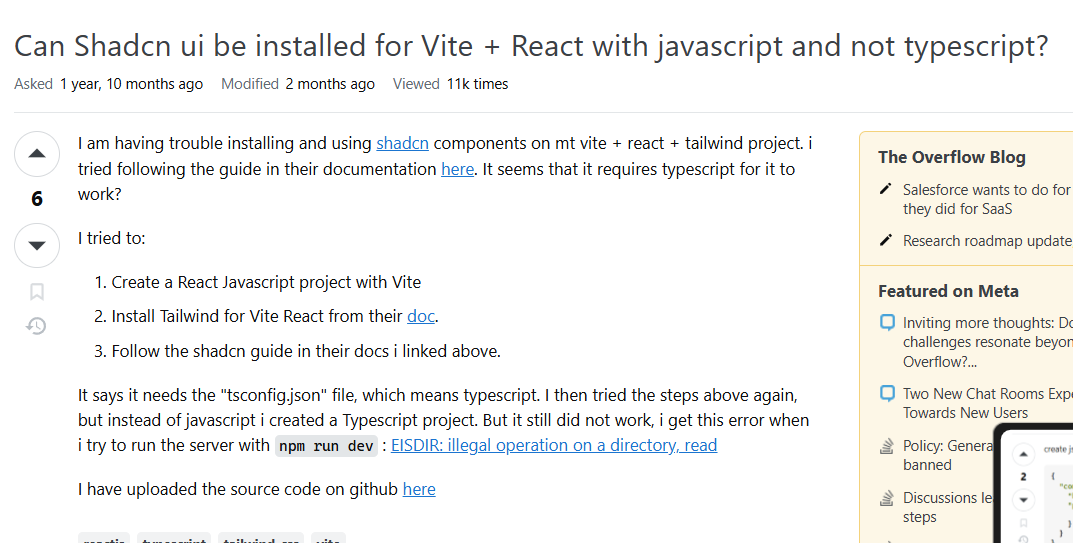 Can Shadcn ui be installed for Vite + React with javascript and not typescript?
Asked 1 year, 10 months ago Modified 2 months ago Viewed 11k times
I am having trouble installing and using shadcn components on mt vite + react + tailwind project. i
tried following the guide in their documentation here. It seems that it requires typescript for it to
work?
6
I tried to:
1. Create a React Javascript project with Vite
2. Install Tailwind for Vite React from their doc.
3. Follow the shadcn guide in their docs i linked above.
It says it needs the "tsconfig.json" file, which means typescript. I then tried the steps above again,
but instead of javascript i created a Typescript project. But it still did not work, i get this error when
i try to run the server with npm run dev : EISDIR: illegal operation on a directory, read
I have uploaded the source code on github here
reactjs typescript tailwind-css vite
The Overflow Blog
Salesforce wants to do for
they did for SaaS
Research roadmap update
Featured on Meta
Inviting more thoughts: Do
challenges resonate beyon
Overflow?...
Two New Chat Rooms Expe
Towards New Users
Policy: Genera
banned
Discussions le
steps
create js
2
{
"co
}
}